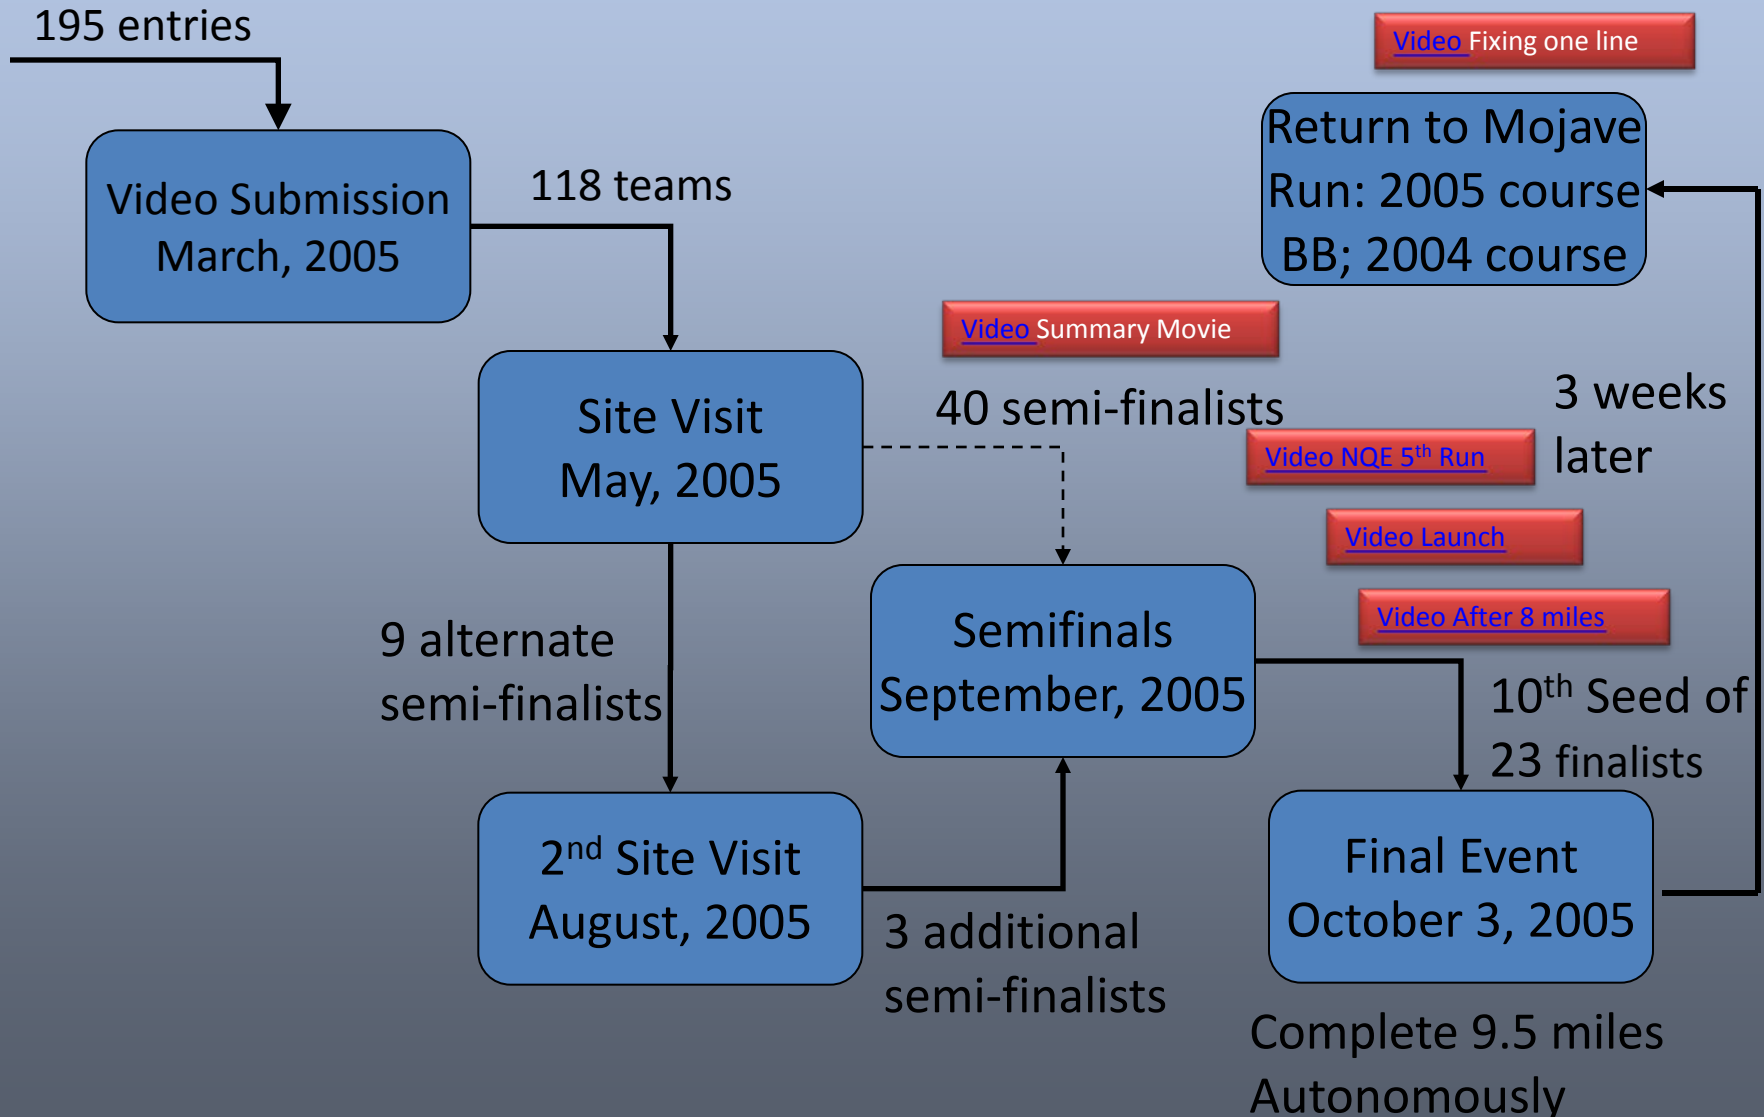 195 entries
Video Submission
March, 2005
118 teams
Site Visit
May, 2005
9 alternate
semi-finalists
2nd Site Visit
August, 2005
3 additional
semi-finalists
Video Summary Movie
40 semi-finalists
Semifinals
September, 2005
Video NQE 5th Run
Video Launch
Video After 8 miles
10th Seed of
23 finalists
Final Event
October 3, 2005
Complete 9.5 miles
Autonomously
3 weeks
later
Video Fixing one line
Return to Mojave
Run: 2005 course
BB; 2004 course